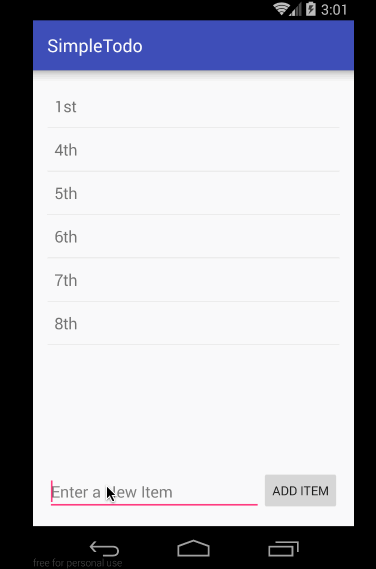 3:01
SimpleTodo
1st
4th
5th
6th
7th
8th
Enter a New Item
ADD ITEM
free for personal use